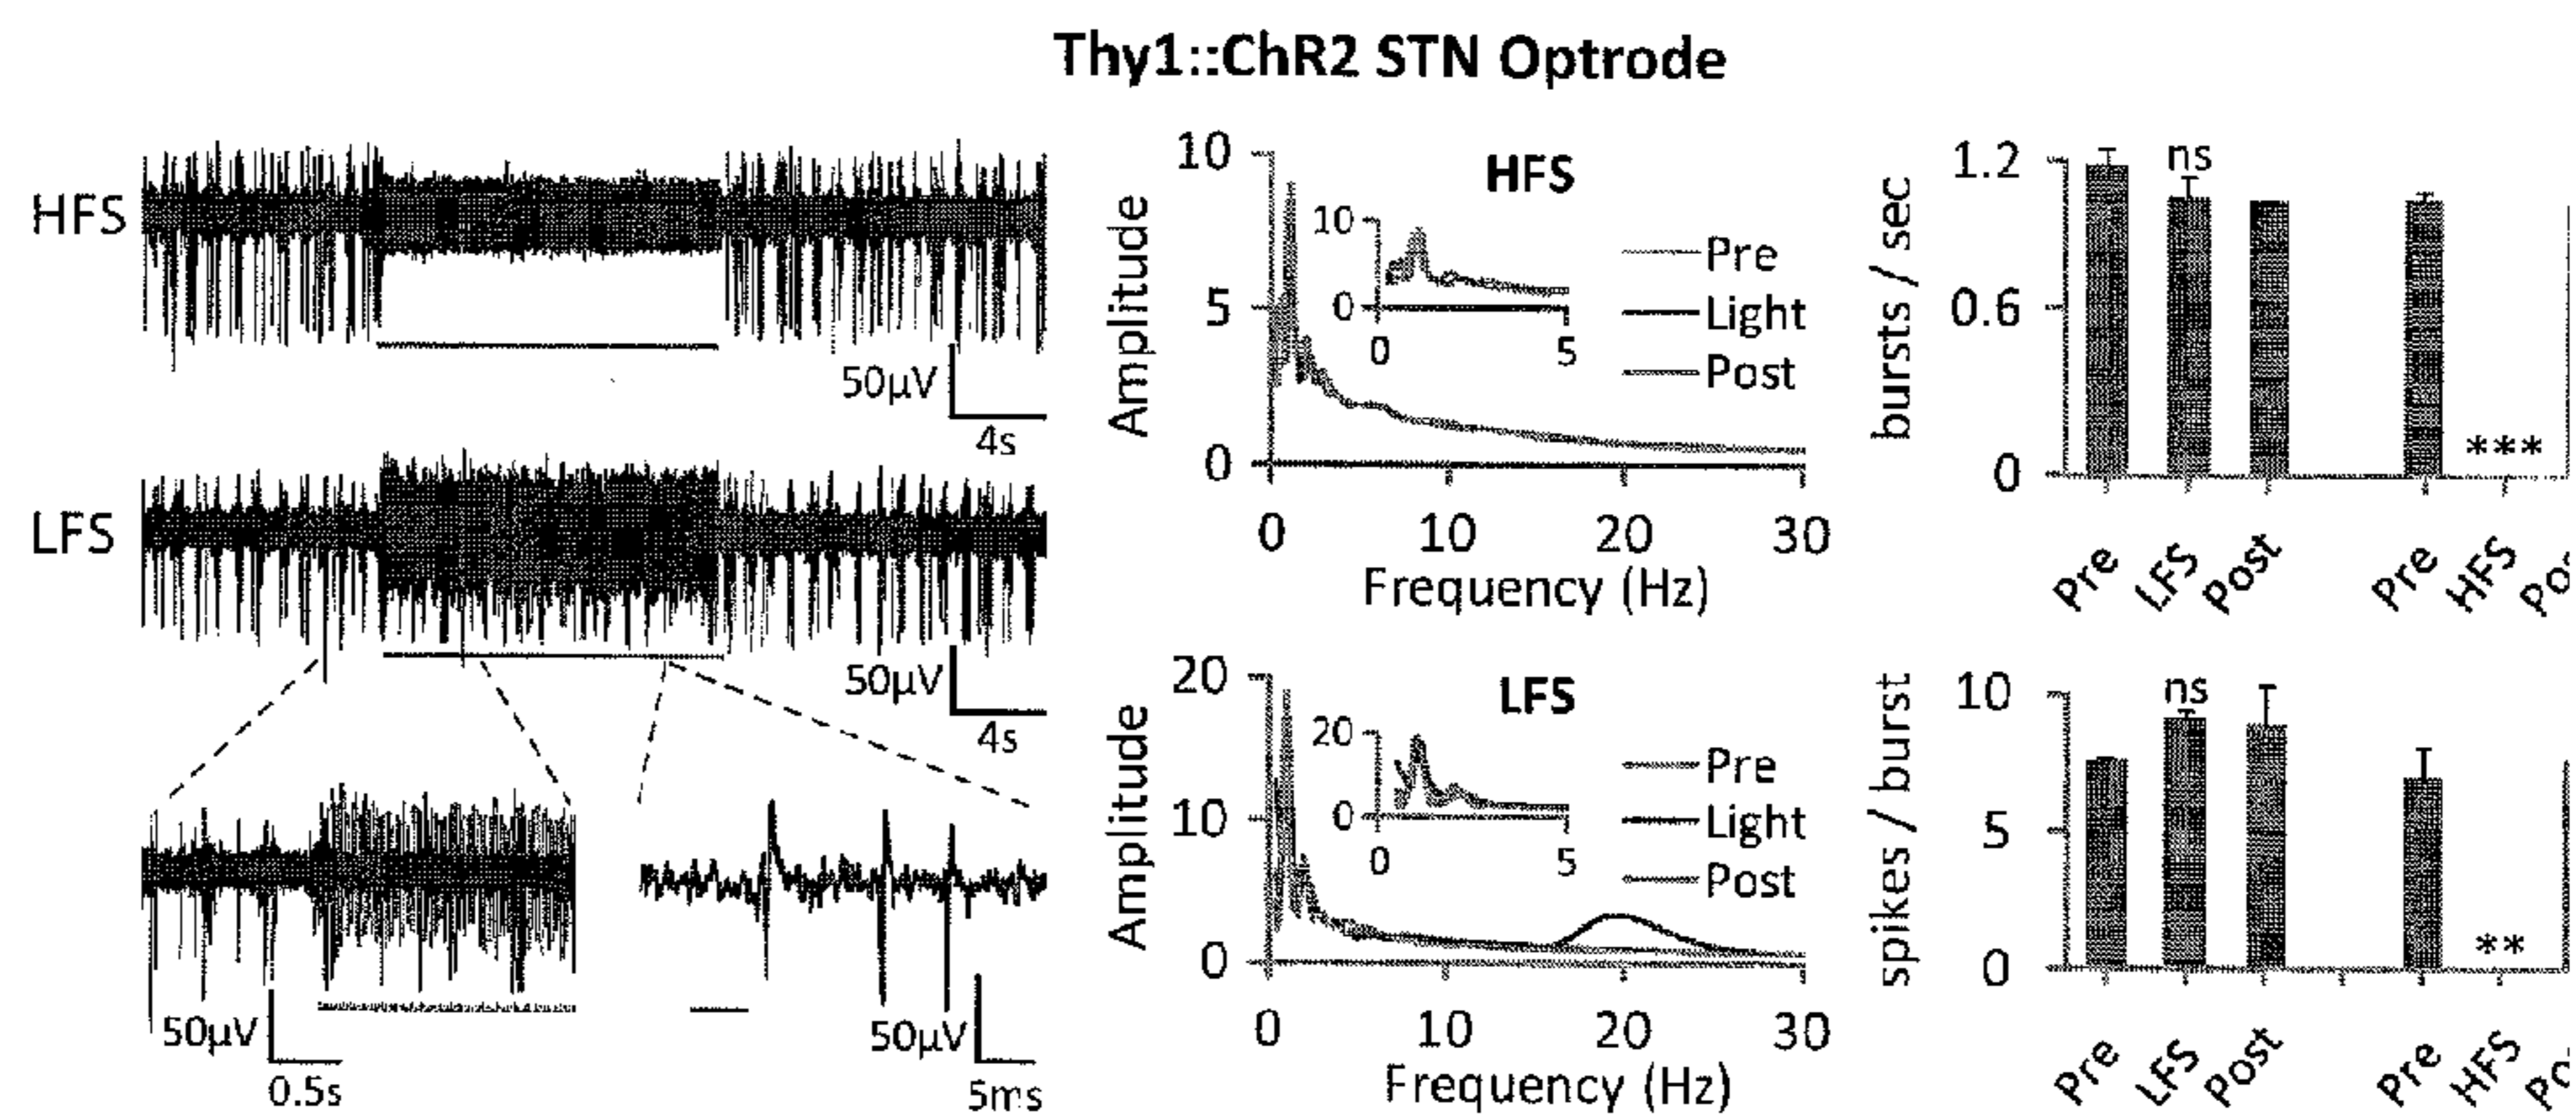 Thy1::ChR2 STN Optrode
HFS
50µV
4s
LFS
50µV
4s
50µV
0.5s
50µV
5ms
Amplitude
10
5
0
HFS
10
0
0
5
Pre
Light
Post
0
10
20
30
Frequency (Hz)
Amplitude
20
10
0
LFS
20
0
0
5
Pre
Light
Post
0
10
20
30
Frequency (Hz)
bursts / sec
1.2
0.6
0
ns
***
Pre
LFS
Post
Pre
HFS
Pos
spikes / burst
10
5
0
ns
**
Pre
LFS
Post
Pre
HFS
Po